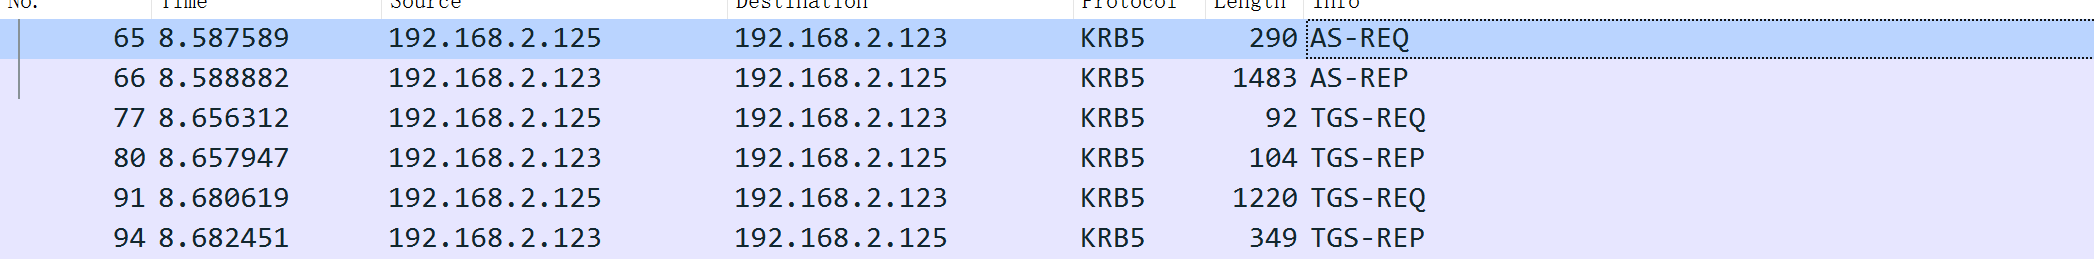 No. Time Source Destination Protocol Length Info
65 8.587589 192.168.2.125 192.168.2.123 KRB5 290 AS-REQ
66 8.588882 192.168.2.123 192.168.2.125 KRB5 1483 AS-REP
77 8.656312 192.168.2.125 192.168.2.123 KRB5 92 TGS-REQ
80 8.657947 192.168.2.123 192.168.2.125 KRB5 104 TGS-REP
91 8.680619 192.168.2.125 192.168.2.123 KRB5 1220 TGS-REQ
94 8.682451 192.168.2.123 192.168.2.125 KRB5 349 TGS-REP